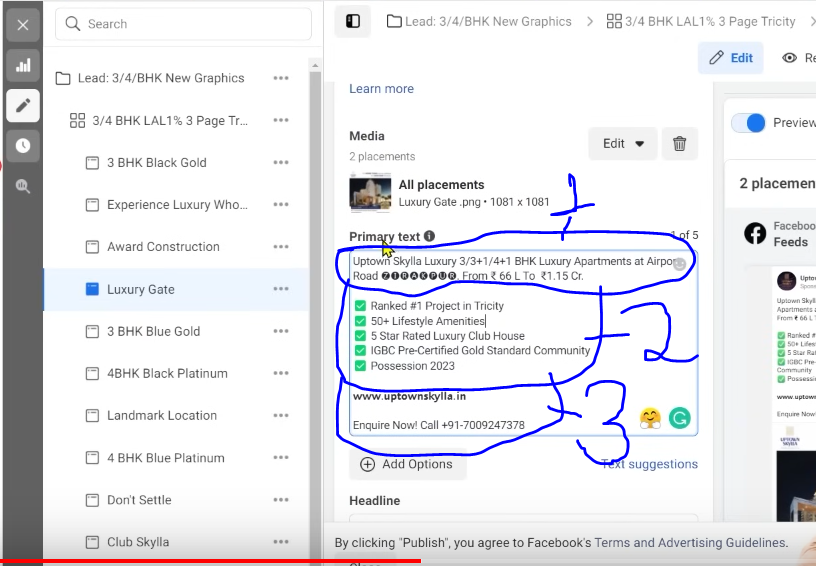 Search
Lead: 3/4/BHK New Graphics
3/4 BHK LAL1% 3 Page Tr...
3 BHK Black Gold
Experience Luxury Who...
Award Construction
Luxury Gate
3 BHK Blue Gold
4BHK Black Platinum
Landmark Location
4 BHK Blue Platinum
Don't Settle
Club Skylla
Lead: 3/4/BHK New Graphics > 3/4 BHK LAL1% 3 Page Tricity >
Edit
Learn more
Media
2 placements
Edit
All placements
Luxury Gate .png • 1081 x 1081
1
Primary text
1 of 5
Uptown Skylla Luxury 3/3+1/4+1 BHK Luxury Apartments at Airport
Road 🅩🅘🅡🅐🅚🅟🅤🅡. From ₹ 66 L To ₹1.15 Cr.
✅ Ranked #1 Project in Tricity
✅ 50+ Lifestyle Amenities
✅ 5 Star Rated Luxury Club House
✅ IGBC Pre-Certified Gold Standard Community
✅ Possession 2023
2
www.uptownskylla.in
Enquire Now! Call +91-7009247378
3
Add Options
Text suggestions
Headline
By clicking "Publish", you agree to Facebook's Terms and Advertising Guidelines.
Close
Preview
2 placemen
Facebo
Feeds
Upto
Uptown Skyl
Apartments a
From ₹ 66 L
✅ Ranked #
✅ 50+ Lifes
✅ 5 Star Ra
✅ IGBC Pre-
Community
✅ Possessi
www.uptown
Enquire Now!
UPTOWN
SKYLLA